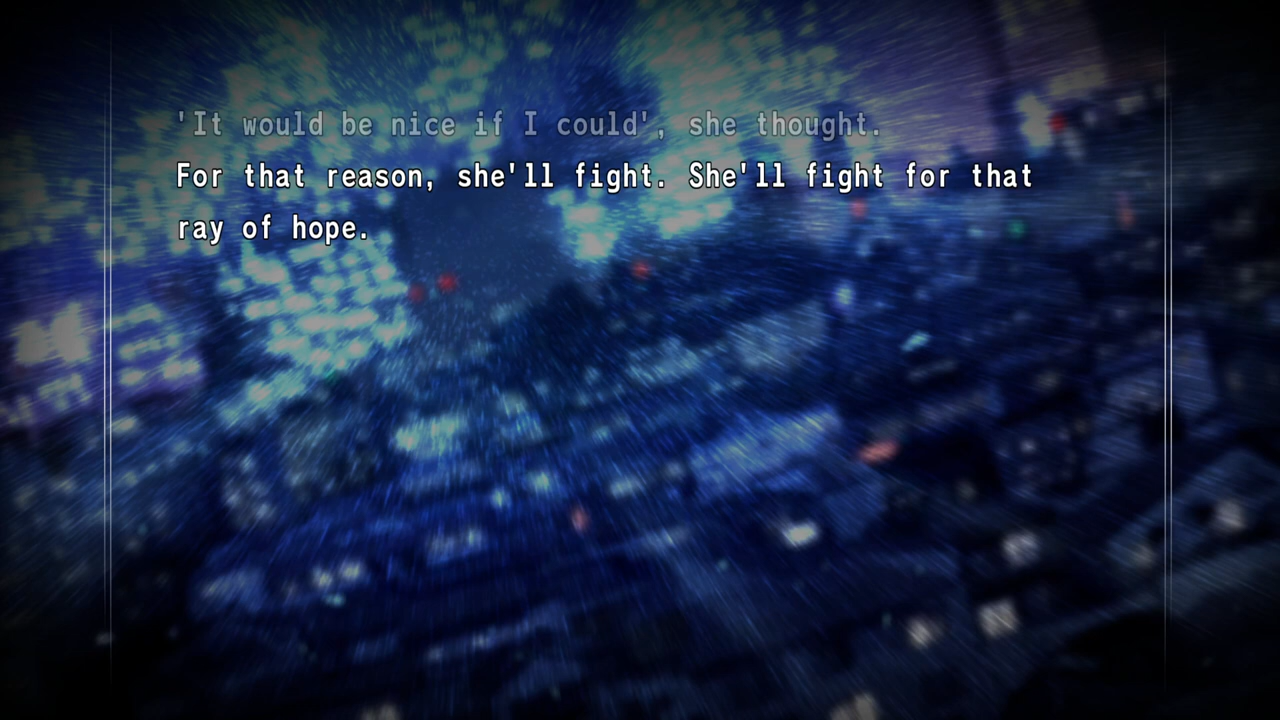 'It would be nice if I could', she thought.
For that reason, she'll fight. She'll fight for that
ray of hope.